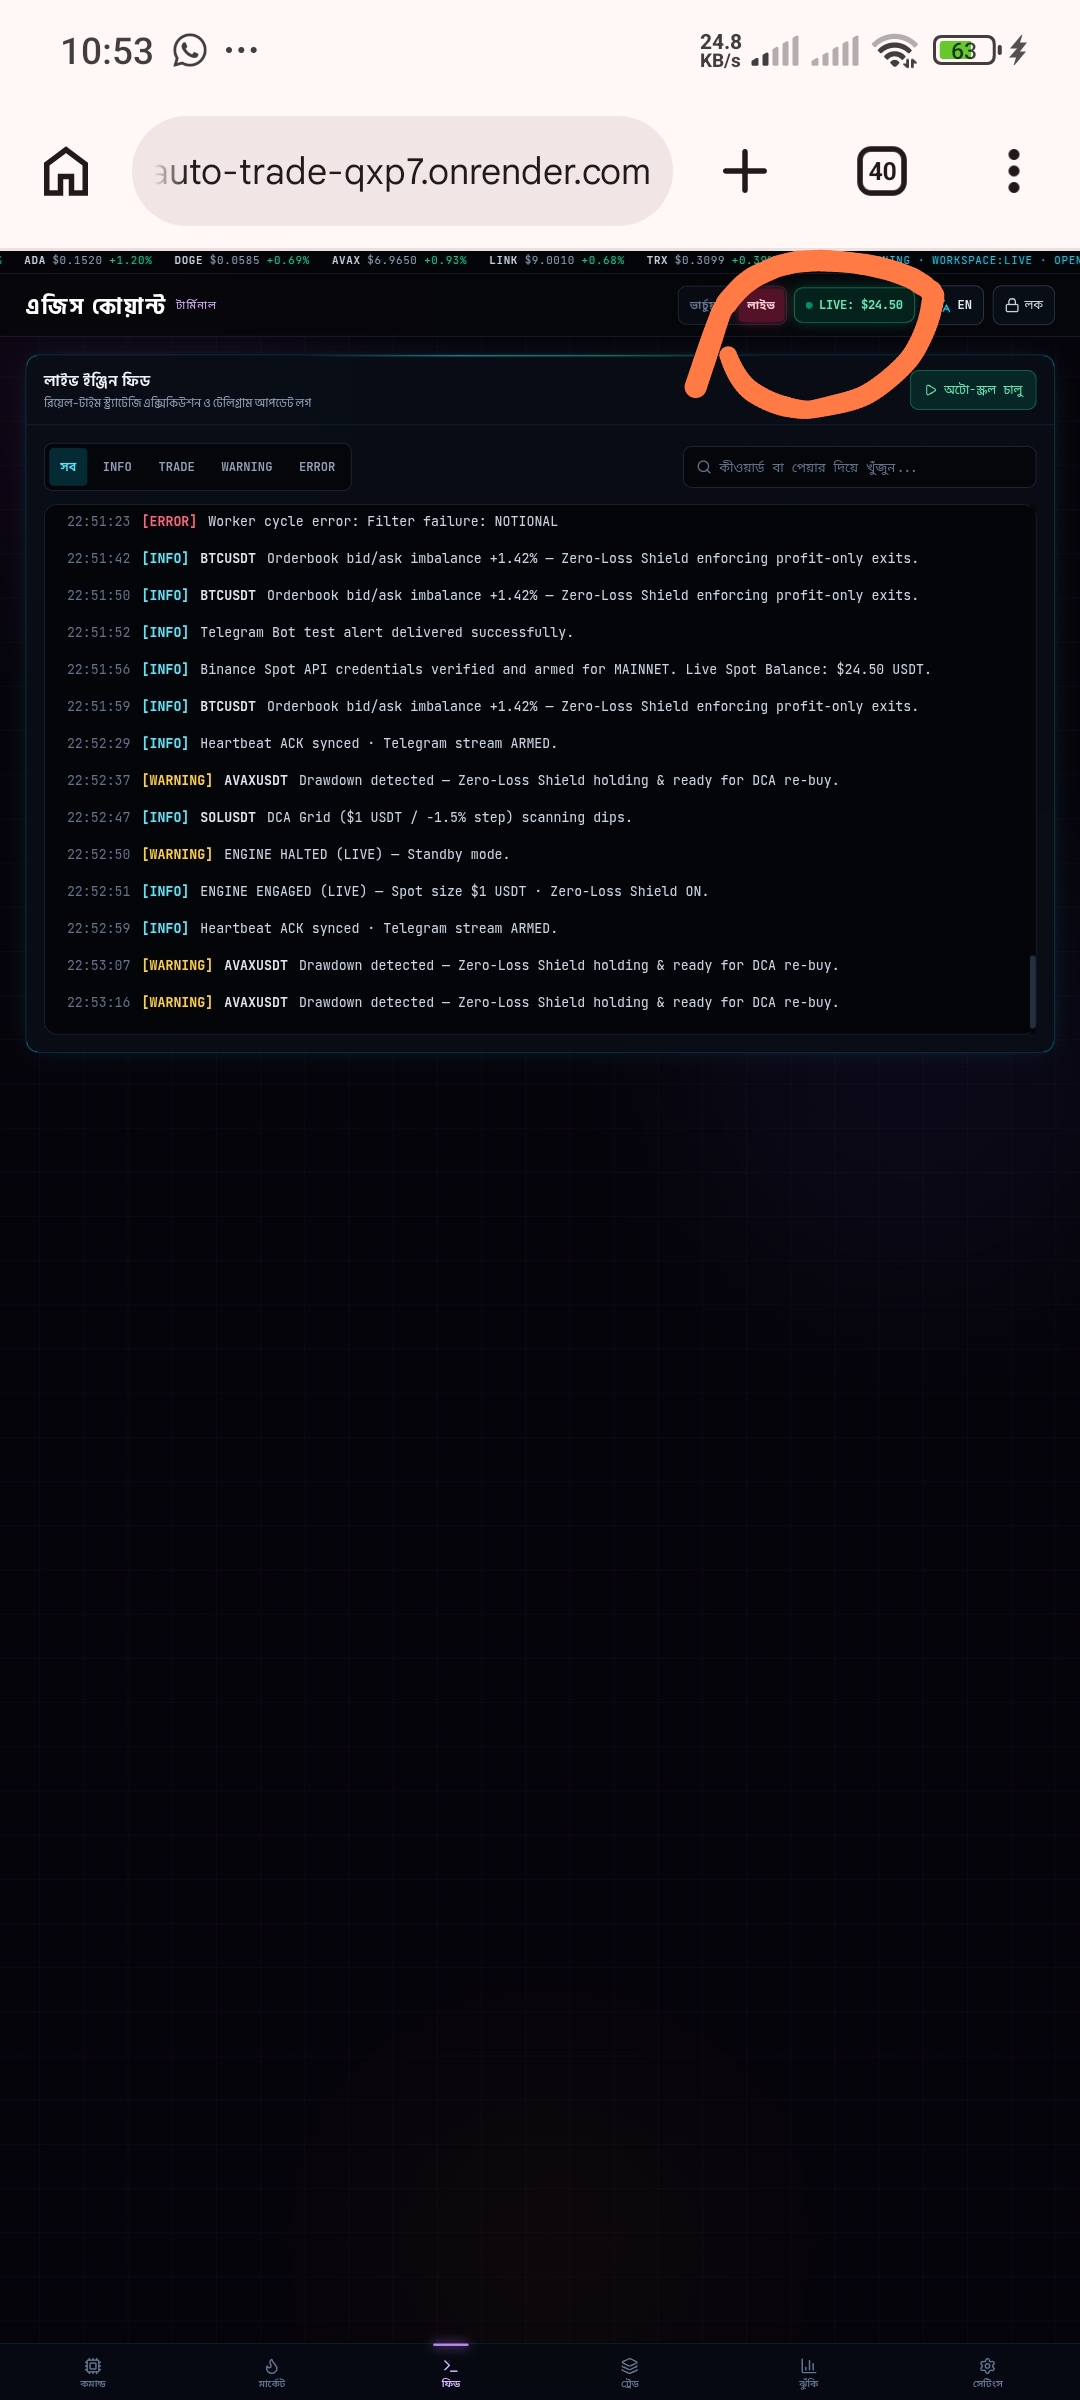 10:53 ... 24.8 KB/s 63
auto-trade-qxp7.onrender.com 40
ADA $0.1520 +1.20% DOGE $0.0585 +0.69% AVAX $6.9650 +0.93% LINK $9.0010 +0.68% TRX $0.3099 WORKSPACE:LIVE · OPEN
এজিস কোয়ান্ট টার্মিনাল লাইভ LIVE: $24.50 EN লক
লাইভ ইঞ্জিন ফিড
রিয়েল-টাইম স্ট্র্যাটেজি এক্সিকিউশন ও টেলিগ্রাম আপডেট লগ
অটো-স্ক্রল চালু
সব INFO TRADE WARNING ERROR
কীওয়ার্ড বা পেয়ার দিয়ে খুঁজুন...
22:51:23 [ERROR] Worker cycle error: Filter failure: NOTIONAL
22:51:42 [INFO] BTCUSDT Orderbook bid/ask imbalance +1.42% — Zero-Loss Shield enforcing profit-only exits.
22:51:50 [INFO] BTCUSDT Orderbook bid/ask imbalance +1.42% — Zero-Loss Shield enforcing profit-only exits.
22:51:52 [INFO] Telegram Bot test alert delivered successfully.
22:51:56 [INFO] Binance Spot API credentials verified and armed for MAINNET. Live Spot Balance: $24.50 USDT.
22:51:59 [INFO] BTCUSDT Orderbook bid/ask imbalance +1.42% — Zero-Loss Shield enforcing profit-only exits.
22:52:29 [INFO] Heartbeat ACK synced · Telegram stream ARMED.
22:52:37 [WARNING] AVAXUSDT Drawdown detected — Zero-Loss Shield holding & ready for DCA re-buy.
22:52:47 [INFO] SOLUSDT DCA Grid ($1 USDT / -1.5% step) scanning dips.
22:52:50 [WARNING] ENGINE HALTED (LIVE) — Standby mode.
22:52:51 [INFO] ENGINE ENGAGED (LIVE) — Spot size $1 USDT · Zero-Loss Shield ON.
22:52:59 [INFO] Heartbeat ACK synced · Telegram stream ARMED.
22:53:07 [WARNING] AVAXUSDT Drawdown detected — Zero-Loss Shield holding & ready for DCA re-buy.
22:53:16 [WARNING] AVAXUSDT Drawdown detected — Zero-Loss Shield holding & ready for DCA re-buy.
কমান্ড মার্কেট ফিড ট্রেড ঝুঁকি সেটিংস